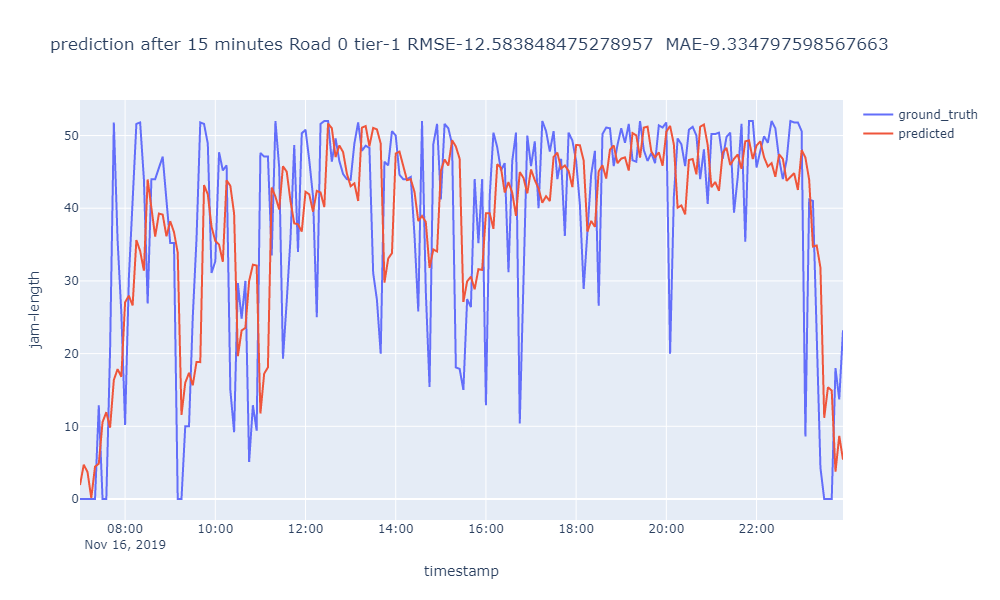 prediction after 15 minutes Road 0 tier-1 RMSE-12.583848475278957  MAE-9.334797598567663
ground_truth
predicted
50
40
30
20
10
0
jam-length
08:00
10:00
12:00
14:00
16:00
18:00
20:00
22:00
Nov 16, 2019
timestamp